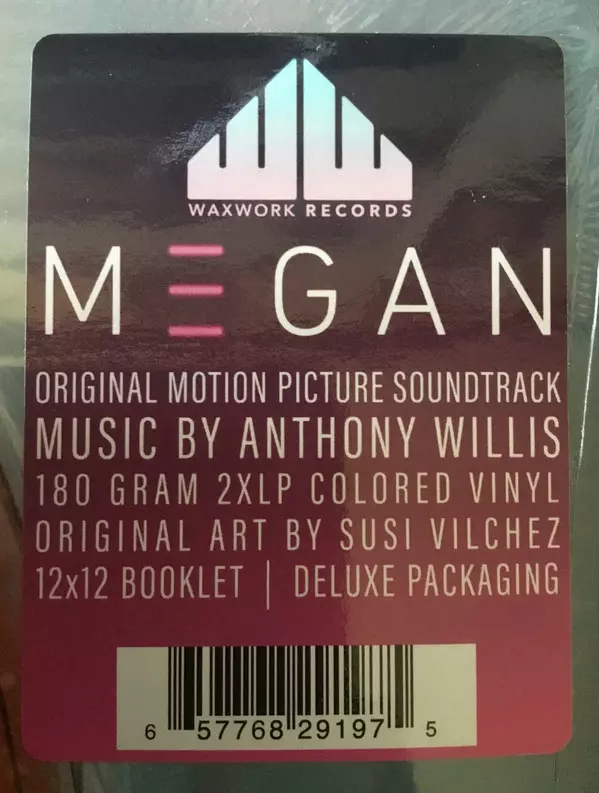 WAXWORK RECORDS
M≡GAN
ORIGINAL MOTION PICTURE SOUNDTRACK
MUSIC BY ANTHONY WILLIS
180 GRAM 2XLP COLORED VINYL
ORIGINAL ART BY SUSI VILCHEZ
12x12 BOOKLET | DELUXE PACKAGING
6 57768 29197 5